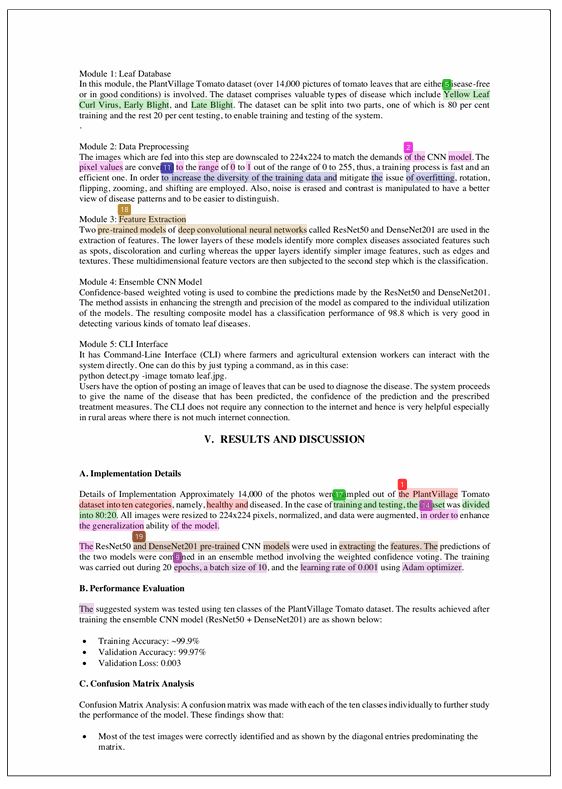 Module 1: Leaf Database
In this module, the PlantVillage Tomato dataset (over 14,000 pictures of tomato leaves that are either 5 isease-free
or in good conditions) is involved. The dataset comprises valuable types of disease which include Yellow Leaf
Curl Virus, Early Blight, and Late Blight. The dataset can be split into two parts, one of which is 80 per cent
training and the rest 20 per cent testing, to enable training and testing of the system.
.
Module 2: Data Preprocessing
2
The images which are fed into this step are downscaled to 224x224 to match the demands of the CNN model. The
pixel values are conve 11 to the range of 0 to 1 out of the range of 0 to 255, thus, a training process is fast and an
efficient one. In order to increase the diversity of the training data and mitigate the issue of overfitting, rotation,
flipping, zooming, and shifting are employed. Also, noise is erased and contrast is manipulated to have a better
view of disease patterns and to be easier to distinguish.
18
Module 3: Feature Extraction
Two pre-trained models of deep convolutional neural networks called ResNet50 and DenseNet201 are used in the
extraction of features. The lower layers of these models identify more complex diseases associated features such
as spots, discoloration and curling whereas the upper layers identify simpler image features, such as edges and
textures. These multidimensional feature vectors are then subjected to the second step which is the classification.
Module 4: Ensemble CNN Model
Confidence-based weighted voting is used to combine the predictions made by the ResNet50 and DenseNet201.
The method assists in enhancing the strength and precision of the model as compared to the individual utilization
of the models. The resulting composite model has a classification performance of 98.8 which is very good in
detecting various kinds of tomato leaf diseases.
Module 5: CLI Interface
It has Command-Line Interface (CLI) where farmers and agricultural extension workers can interact with the
system directly. One can do this by just typing a command, as in this case:
python detect.py -image tomato leaf.jpg.
Users have the option of posting an image of leaves that can be used to diagnose the disease. The system proceeds
to give the name of the disease that has been predicted, the confidence of the prediction and the prescribed
treatment measures. The CLI does not require any connection to the internet and hence is very helpful especially
in rural areas where there is not much internet connection.
V. RESULTS AND DISCUSSION
A. Implementation Details
1
Details of Implementation Approximately 14,000 of the photos were ampled out of the PlantVillage Tomato
dataset into ten categories, namely, healthy and diseased. In the case of training and testing, the set was divided
into 80:20. All images were resized to 224x224 pixels, normalized, and data were augmented, in order to enhance
the generalization ability of the model.
19
The ResNet50 and DenseNet201 pre-trained CNN models were used in extracting the features. The predictions of
the two models were com ned in an ensemble method involving the weighted confidence voting. The training
was carried out during 20 epochs, a batch size of 10, and the learning rate of 0.001 using Adam optimizer.
B. Performance Evaluation
The suggested system was tested using ten classes of the PlantVillage Tomato dataset. The results achieved after
training the ensemble CNN model (ResNet50 + DenseNet201) are as shown below:
• Training Accuracy: ~99.9%
• Validation Accuracy: 99.97%
• Validation Loss: 0.003
C. Confusion Matrix Analysis
Confusion Matrix Analysis: A confusion matrix was made with each of the ten classes individually to further study
the performance of the model. These findings show that:
• Most of the test images were correctly identified and as shown by the diagonal entries predominating the
matrix.